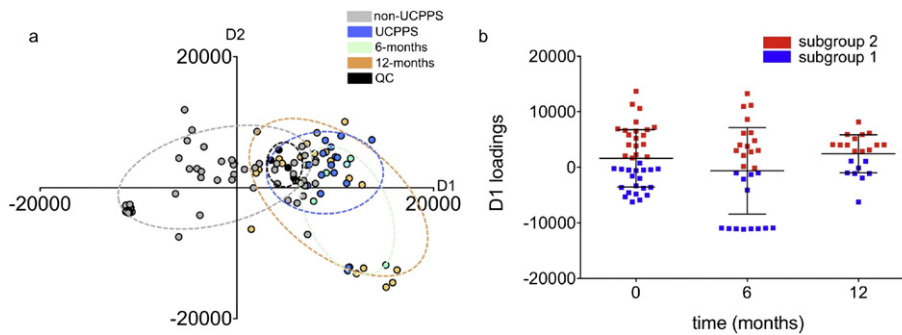 a
D2
20000
non-UCPPS
UCPPS
6-months
12-months
QC
D1
-20000
20000
-20000
b
subgroup 2
subgroup 1
D1 loadings
20000
10000
0
-10000
-20000
0 6 12
time (months)